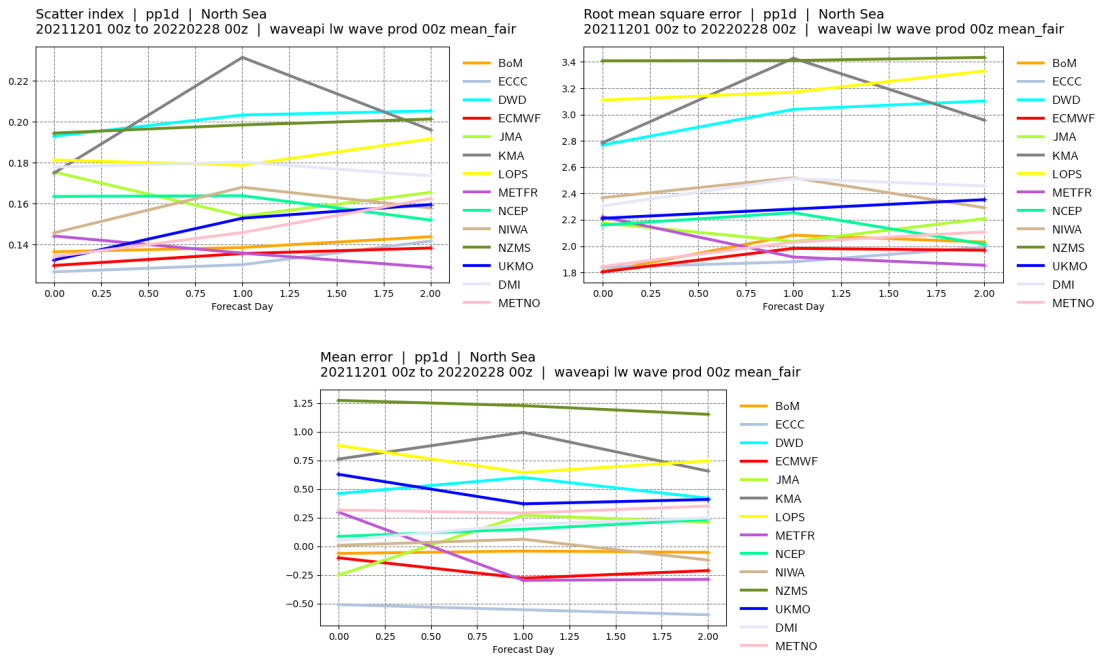 Scatter index | pp1d | North Sea
20211201 00z to 20220228 00z | waveapi lw wave prod 00z mean_fair
0.22
0.20
0.18
0.16
0.14
0.00 0.25 0.50 0.75 1.00 1.25 1.50 1.75 2.00
Forecast Day
BoM
ECCC
DWD
ECMWF
JMA
KMA
LOPS
METFR
NCEP
NIWA
NZMS
UKMO
DMI
METNO
Root mean square error | pp1d | North Sea
20211201 00z to 20220228 00z | waveapi lw wave prod 00z mean_fair
3.4
3.2
3.0
2.8
2.6
2.4
2.2
2.0
1.8
0.00 0.25 0.50 0.75 1.00 1.25 1.50 1.75 2.00
Forecast Day
BoM
ECCC
DWD
ECMWF
JMA
KMA
LOPS
METFR
NCEP
NIWA
NZMS
UKMO
DMI
METNO
Mean error | pp1d | North Sea
20211201 00z to 20220228 00z | waveapi lw wave prod 00z mean_fair
1.25
1.00
0.75
0.50
0.25
0.00
−0.25
−0.50
0.00 0.25 0.50 0.75 1.00 1.25 1.50 1.75 2.00
Forecast Day
BoM
ECCC
DWD
ECMWF
JMA
KMA
LOPS
METFR
NCEP
NIWA
NZMS
UKMO
DMI
METNO